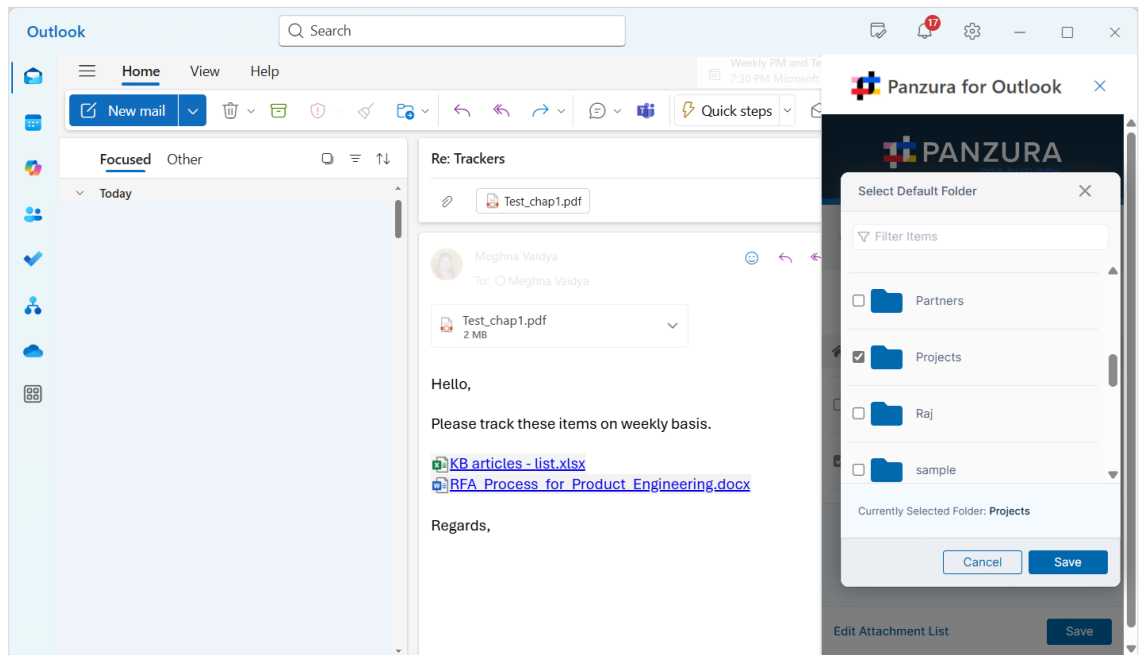 Outlook
Search
17
Home View Help
Weekly PM and Te
7:30 PM Microsoft
New mail
Quick steps
Focused Other
Today
Re: Trackers
Test_chap1.pdf
Meghna Vaidya
To: Meghna Vaidya
Test_chap1.pdf
2 MB
Hello,
Please track these items on weekly basis.
KB articles - list.xlsx
RFA_Process_for_Product_Engineering.docx
Regards,
Panzura for Outlook
PANZURA
Select Default Folder
Filter Items
Partners
Projects
Raj
sample
Currently Selected Folder: Projects
Cancel Save
Edit Attachment List Save